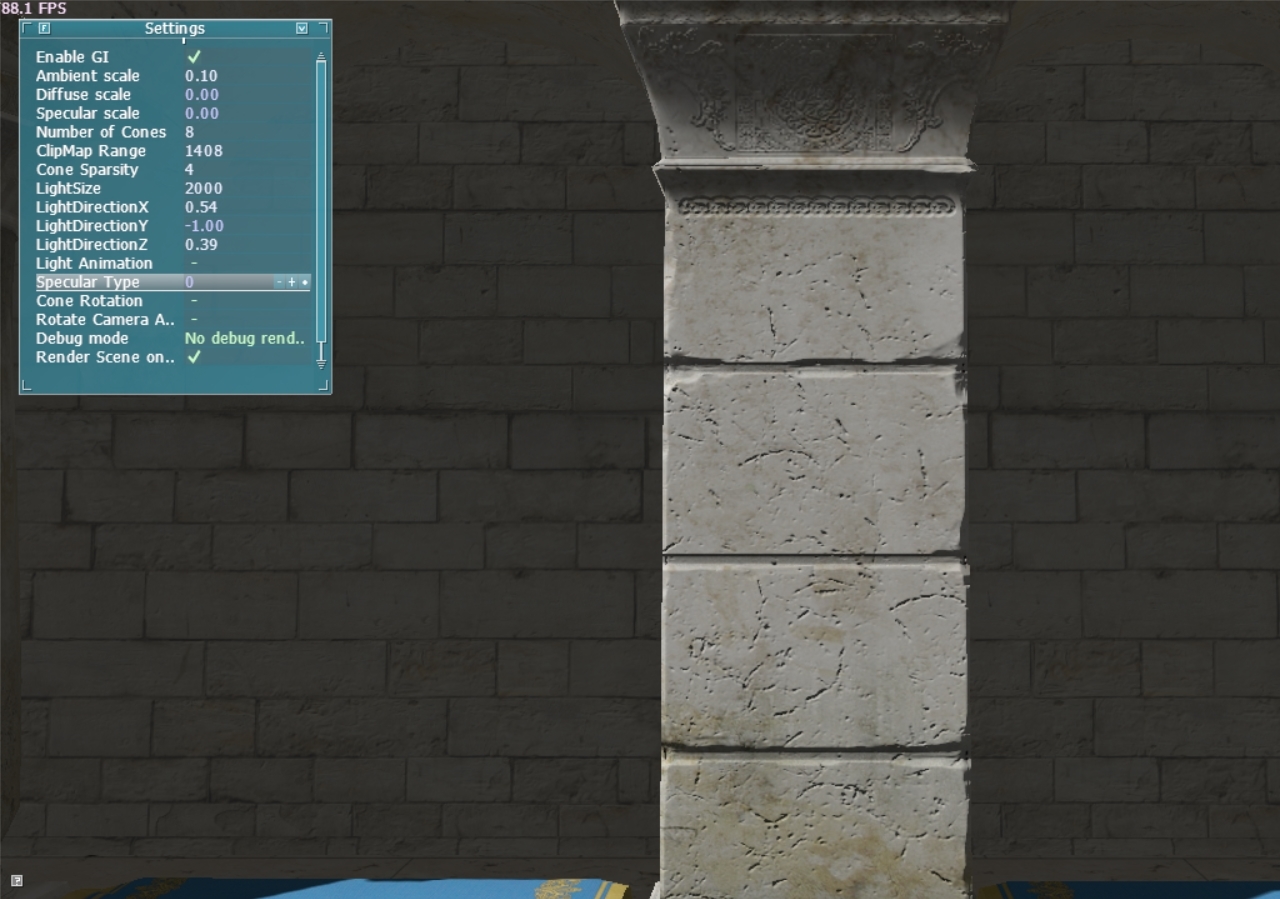 88.1 FPS
Settings
Enable GI
Ambient scale 0.10
Diffuse scale 0.00
Specular scale 0.00
Number of Cones 8
ClipMap Range 1408
Cone Sparsity 4
LightSize 2000
LightDirectionX 0.54
LightDirectionY -1.00
LightDirectionZ 0.39
Light Animation -
Specular Type 0 - +
Cone Rotation -
Rotate Camera A.. -
Debug mode No debug rend..
Render Scene on..
?